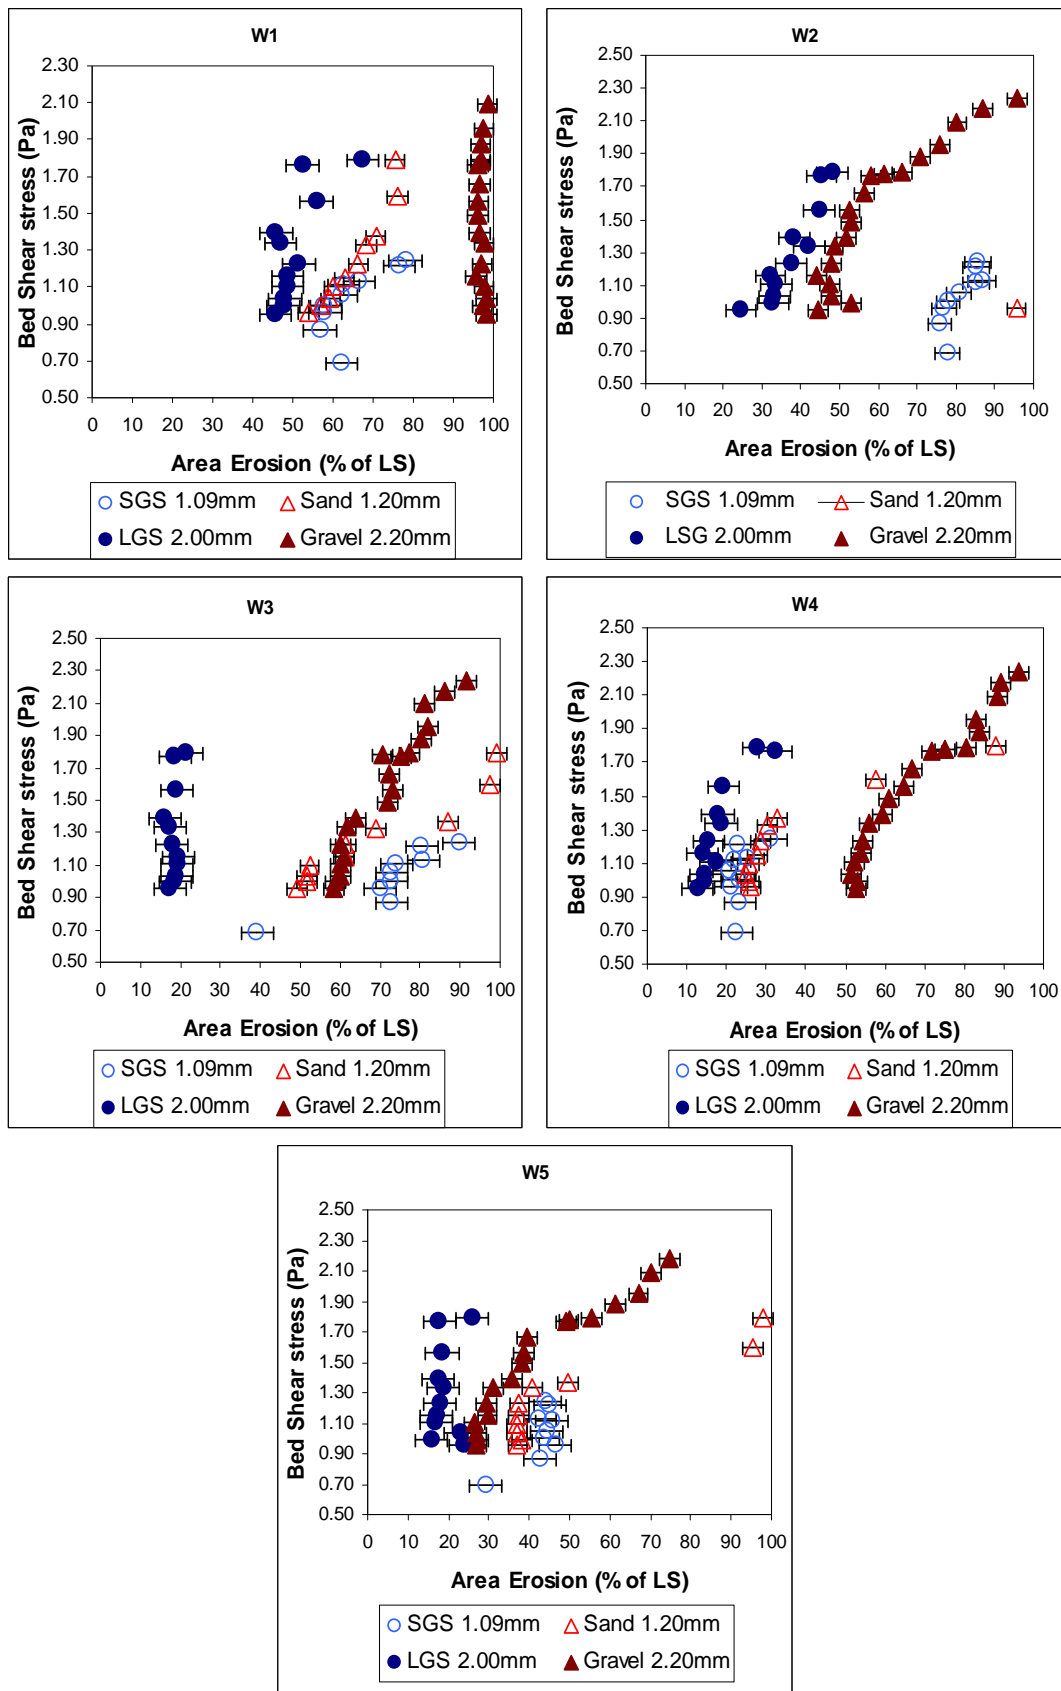 W1
2.30
2.10
1.90
1.70
1.50
1.30
1.10
0.90
0.70
0.50
Bed Shear stress (Pa)
0 10 20 30 40 50 60 70 80 90 100
Area Erosion (% of LS)
SGS 1.09mm Sand 1.20mm
LGS 2.00mm Gravel 2.20mm
W2
2.50
2.30
2.10
1.90
1.70
1.50
1.30
1.10
0.90
0.70
0.50
Bed Shear stress (Pa)
0 10 20 30 40 50 60 70 80 90 100
Area Erosion (% of LS)
SGS 1.09mm Sand 1.20mm
LSG 2.00mm Gravel 2.20mm
W3
2.50
2.30
2.10
1.90
1.70
1.50
1.30
1.10
0.90
0.70
0.50
Bed Shear stress (Pa)
0 10 20 30 40 50 60 70 80 90 100
Area Erosion (% of LS)
SGS 1.09mm Sand 1.20mm
LGS 2.00mm Gravel 2.20mm
W4
2.50
2.30
2.10
1.90
1.70
1.50
1.30
1.10
0.90
0.70
0.50
Bed Shear stress (Pa)
0 10 20 30 40 50 60 70 80 90 100
Area Erosion (% of LS)
SGS 1.09mm Sand 1.20mm
LGS 2.00mm Gravel 2.20mm
W5
2.50
2.30
2.10
1.90
1.70
1.50
1.30
1.10
0.90
0.70
0.50
Bed Shear stress (Pa)
0 10 20 30 40 50 60 70 80 90 100
Area Erosion (% of LS)
SGS 1.09mm Sand 1.20mm
LGS 2.00mm Gravel 2.20mm